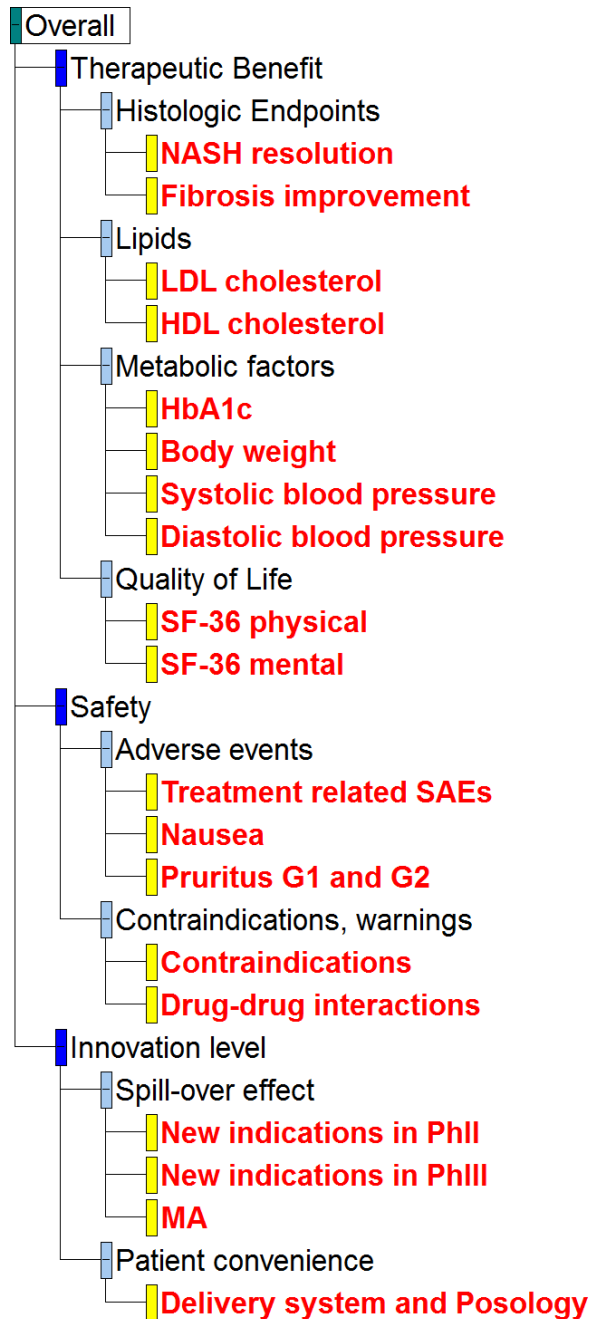 Overall
Therapeutic Benefit
Histologic Endpoints
NASH resolution
Fibrosis improvement
Lipids
LDL cholesterol
HDL cholesterol
Metabolic factors
HbA1c
Body weight
Systolic blood pressure
Diastolic blood pressure
Quality of Life
SF-36 physical
SF-36 mental
Safety
Adverse events
Treatment related SAEs
Nausea
Pruritus G1 and G2
Contraindications, warnings
Contraindications
Drug-drug interactions
Innovation level
Spill-over effect
New indications in PhII
New indications in PhIII
MA
Patient convenience
Delivery system and Posology